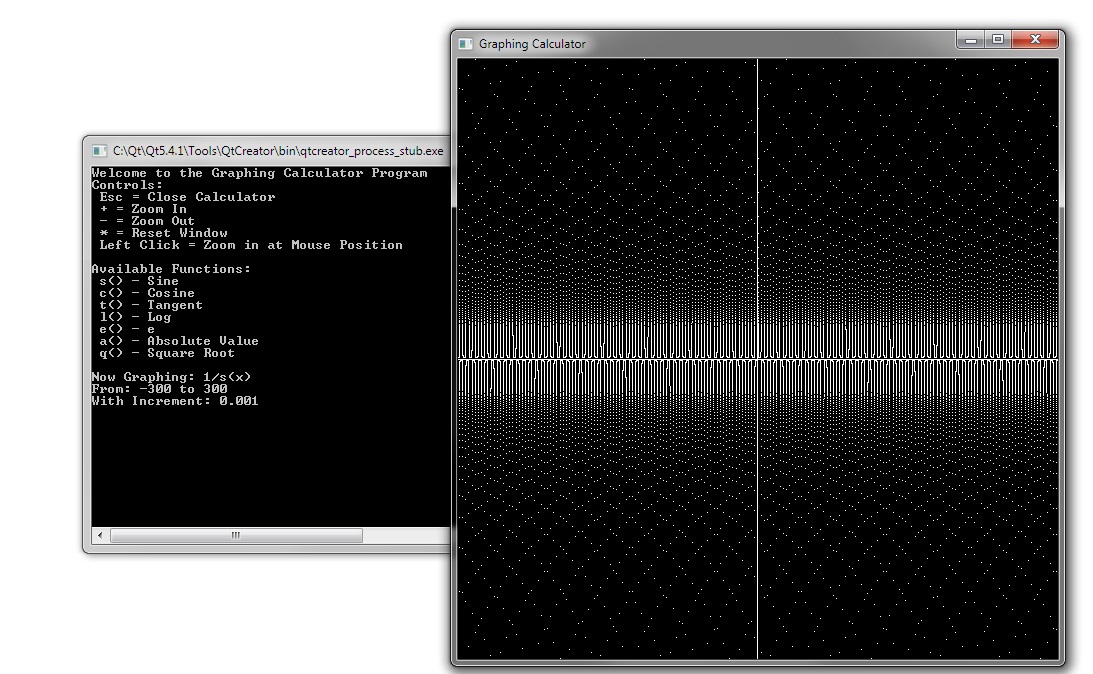 Graphing Calculator
C:\Qt\Qt5.4.1\Tools\QtCreator\bin\qtcreator_process_stub.exe
Welcome to the Graphing Calculator Program
Controls:
Esc = Close Calculator
+ = Zoom In
- = Zoom Out
* = Reset Window
Left Click = Zoom in at Mouse Position
Available Functions:
s() - Sine
c() - Cosine
t() - Tangent
l() - Log
e() - e
a() - Absolute Value
q() - Square Root
Now Graphing: 1/s(x)
From: -300 to 300
With Increment: 0.001